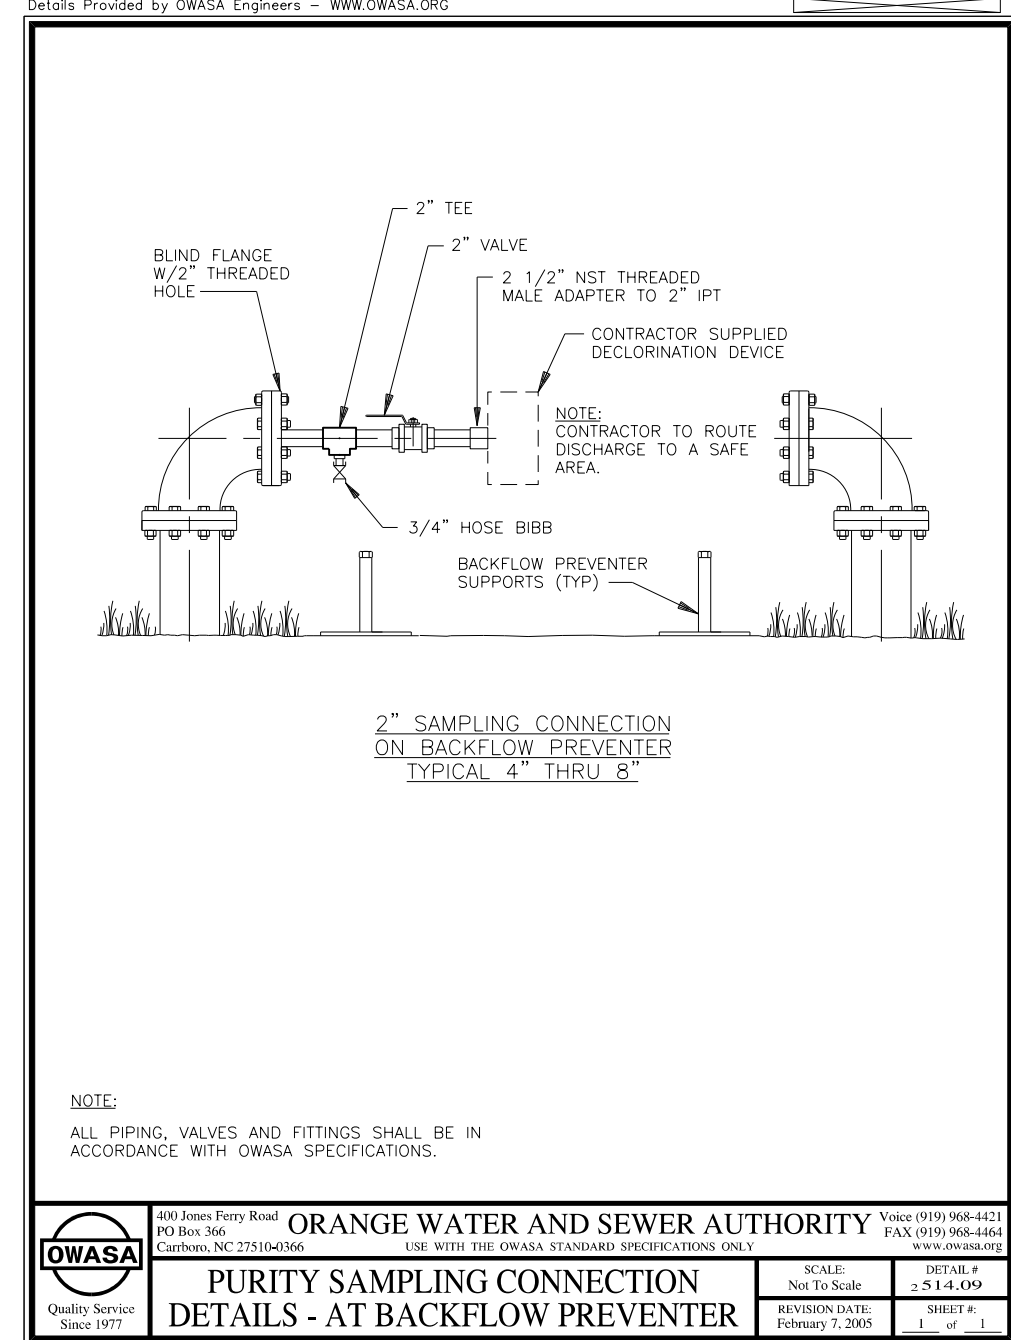 Details Provided by OWASA Engineers – WWW.OWASA.ORG
2" TEE
2" VALVE
BLIND FLANGE
W/2" THREADED
HOLE
2 1/2" NST THREADED
MALE ADAPTER TO 2" IPT
CONTRACTOR SUPPLIED
DECLORINATION DEVICE
NOTE:
CONTRACTOR TO ROUTE
DISCHARGE TO A SAFE
AREA.
3/4" HOSE BIBB
BACKFLOW PREVENTER
SUPPORTS (TYP)
2" SAMPLING CONNECTION
ON BACKFLOW PREVENTER
TYPICAL 4" THRU 8"
NOTE:
ALL PIPING, VALVES AND FITTINGS SHALL BE IN
ACCORDANCE WITH OWASA SPECIFICATIONS.
OWASA
Quality Service
Since 1977
400 Jones Ferry Road
PO Box 366
Carrboro, NC 27510-0366
ORANGE WATER AND SEWER AUTHORITY
USE WITH THE OWASA STANDARD SPECIFICATIONS ONLY
Voice (919) 968-4421
FAX (919) 968-4464
www.owasa.org
PURITY SAMPLING CONNECTION
DETAILS - AT BACKFLOW PREVENTER
SCALE:
Not To Scale
DETAIL #
2 514.09
REVISION DATE:
February 7, 2005
SHEET #:
1 of 1